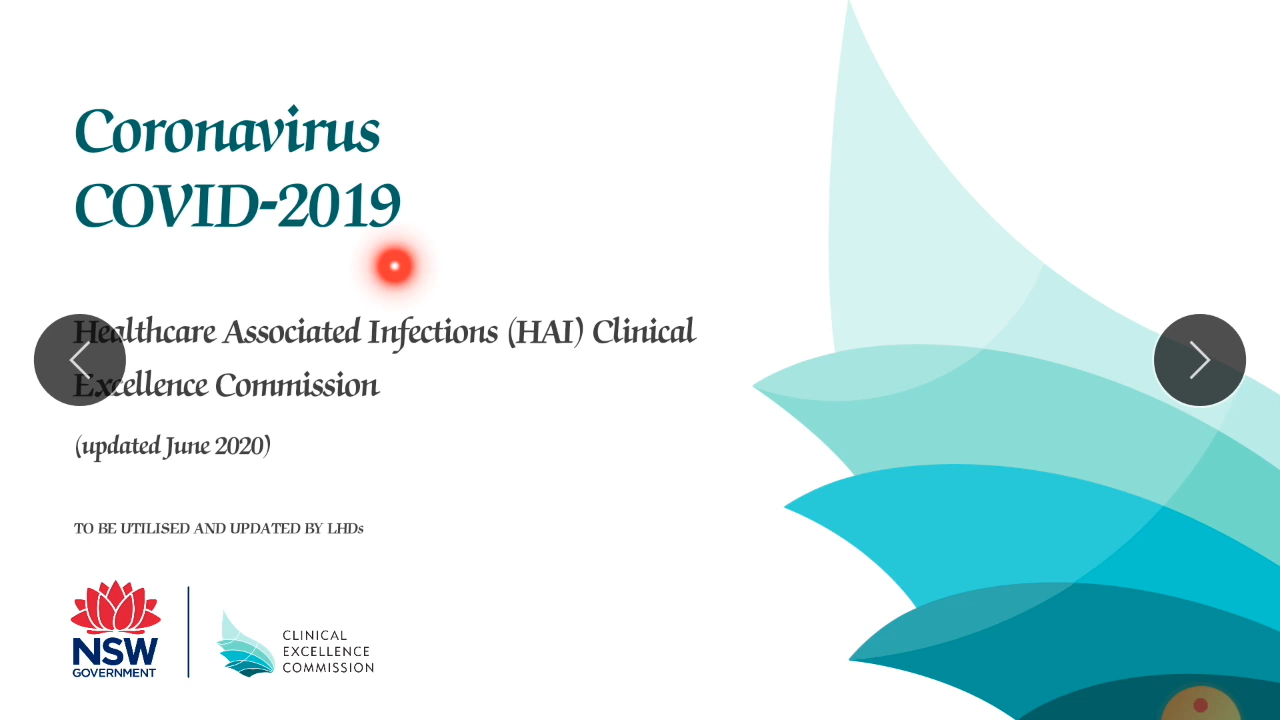 Coronavirus
COVID-2019
Healthcare Associated Infections (HAI) Clinical
Excellence Commission
(updated June 2020)
TO BE UTILISED AND UPDATED BY LHDs
NSW
GOVERNMENT
CLINICAL
EXCELLENCE
COMMISSION